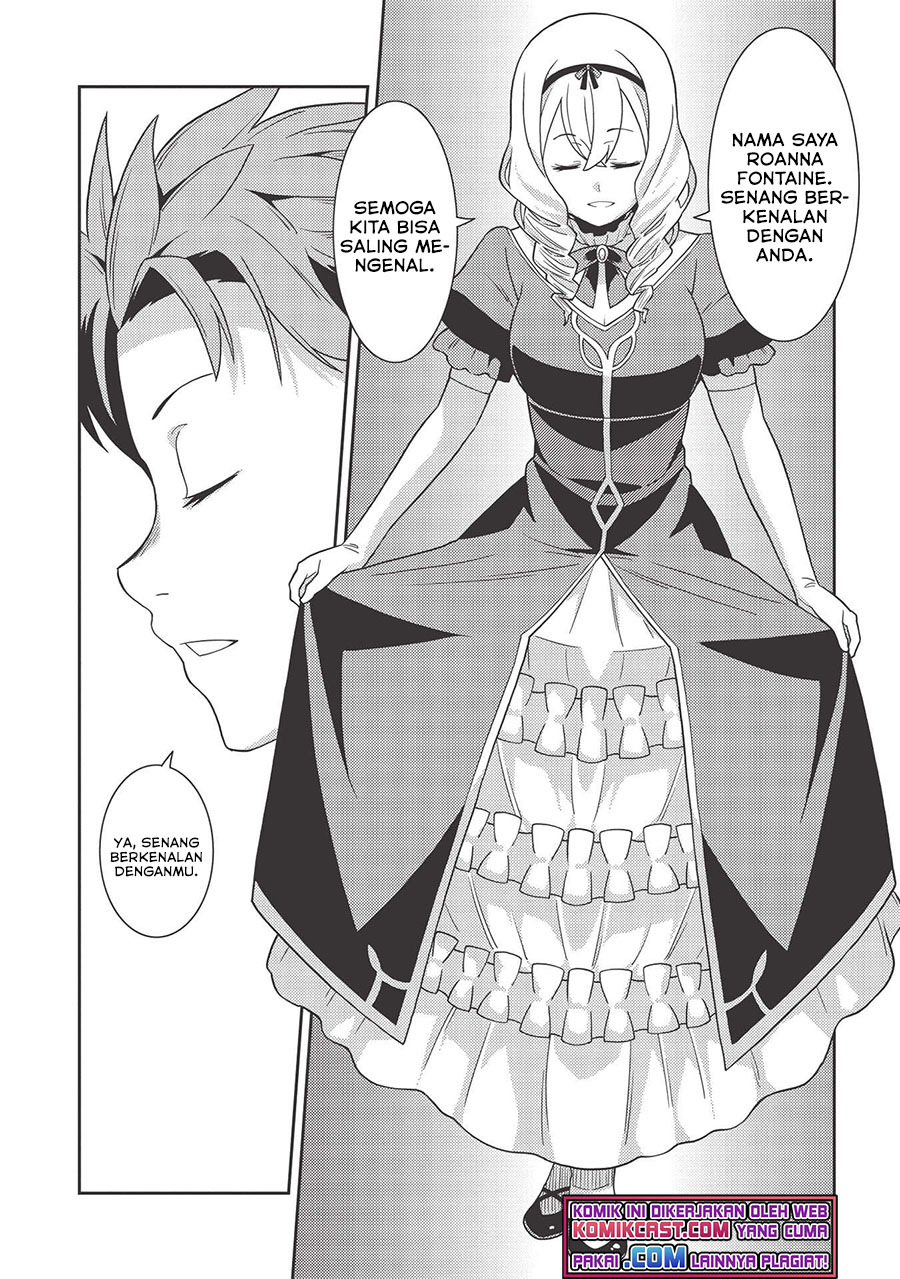 NAMA SAYA
ROANNA
FONTAINE.
SENANG BER-
KENALAN
DENGAN
ANDA.
SEMOGA
KITA BISA
SALING ME-
NGENAL.
YA, SENANG
BERKENALAN
DENGANMU.
KOMIK INI DIKERJAKAN OLEH WEB
KOMIKCAST.COM YANG CUMA
PAKAI .COM LAINNYA PLAGIAT!